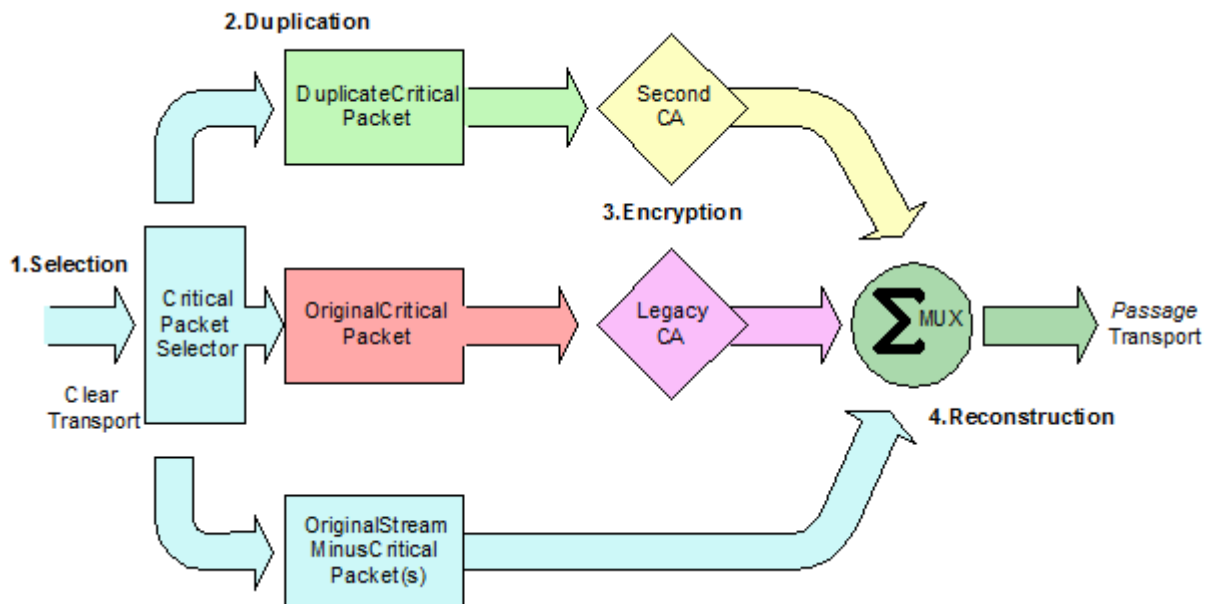 2.Duplication
DuplicateCritical
Packet
Second
CA
3.Encryption
1.Selection
Critical
Packet
Selector
OriginalCritical
Packet
Legacy
CA
Σ MUX
Passage
Transport
Clear
Transport
4.Reconstruction
OriginalStream
MinusCritical
Packet(s)